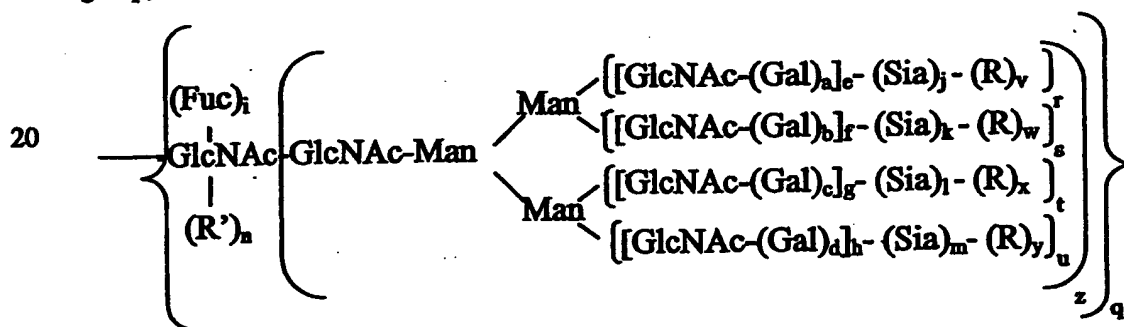 (Fuc)i
20
GlcNAc-GlcNAc-Man
(R')n
Man
{[GlcNAc-(Gal)a]e- (Sia)j - (R)v }r
{[GlcNAc-(Gal)b]f- (Sia)k - (R)w }s
Man
{[GlcNAc-(Gal)c]g- (Sia)l - (R)x }t
{[GlcNAc-(Gal)d]h- (Sia)m - (R)y }u
z
q